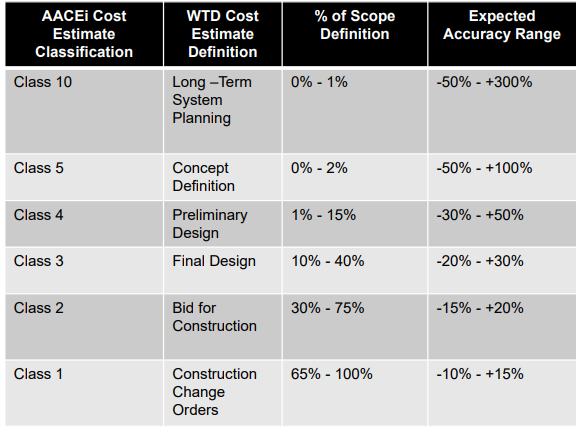 AACEi Cost
Estimate
Classification
WTD Cost
Estimate
Definition
% of Scope
Definition
Expected
Accuracy Range
Class 10
Long –Term
System
Planning
0% - 1%
-50% - +300%
Class 5
Concept
Definition
0% - 2%
-50% - +100%
Class 4
Preliminary
Design
1% - 15%
-30% - +50%
Class 3
Final Design
10% - 40%
-20% - +30%
Class 2
Bid for
Construction
30% - 75%
-15% - +20%
Class 1
Construction
Change
Orders
65% - 100%
-10% - +15%